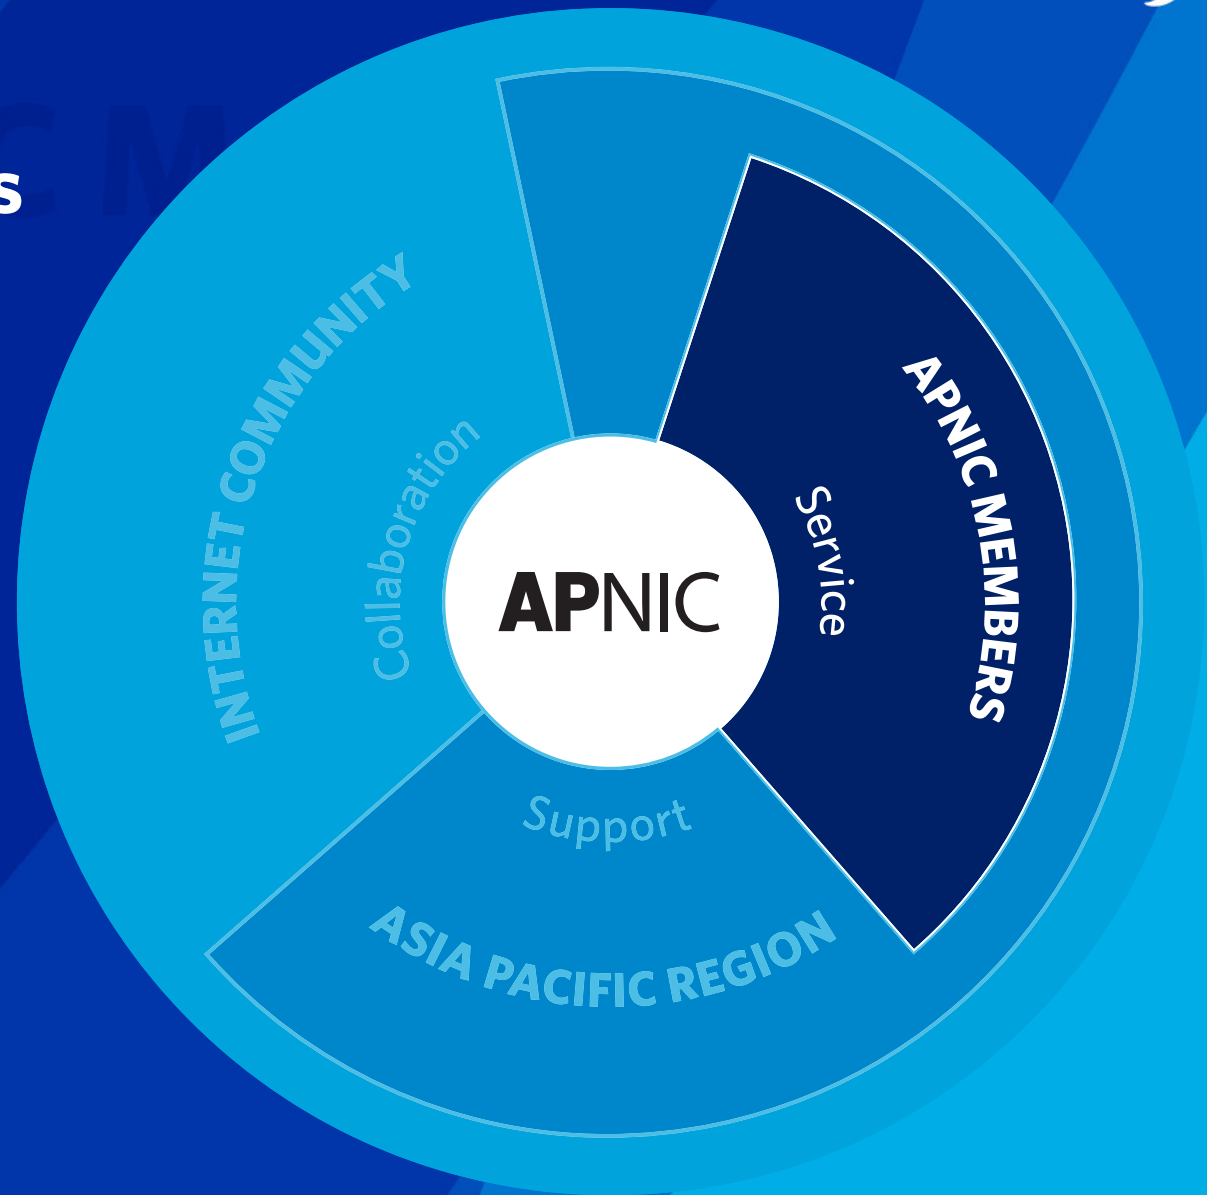 C M
s
INTERNET COMMUNITY
Collaboration
APNIC
Service
APNIC MEMBERS
Support
ASIA PACIFIC REGION